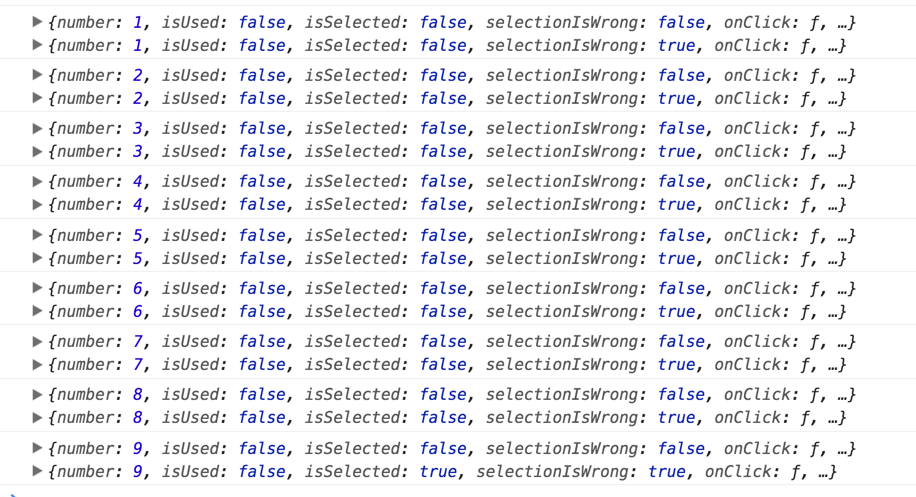 ▶ {number: 1, isUsed: false, isSelected: false, selectionIsWrong: false, onClick: ƒ, …}
▶ {number: 1, isUsed: false, isSelected: false, selectionIsWrong: true, onClick: ƒ, …}
▶ {number: 2, isUsed: false, isSelected: false, selectionIsWrong: false, onClick: ƒ, …}
▶ {number: 2, isUsed: false, isSelected: false, selectionIsWrong: true, onClick: ƒ, …}
▶ {number: 3, isUsed: false, isSelected: false, selectionIsWrong: false, onClick: ƒ, …}
▶ {number: 3, isUsed: false, isSelected: false, selectionIsWrong: true, onClick: ƒ, …}
▶ {number: 4, isUsed: false, isSelected: false, selectionIsWrong: false, onClick: ƒ, …}
▶ {number: 4, isUsed: false, isSelected: false, selectionIsWrong: true, onClick: ƒ, …}
▶ {number: 5, isUsed: false, isSelected: false, selectionIsWrong: false, onClick: ƒ, …}
▶ {number: 5, isUsed: false, isSelected: false, selectionIsWrong: true, onClick: ƒ, …}
▶ {number: 6, isUsed: false, isSelected: false, selectionIsWrong: false, onClick: ƒ, …}
▶ {number: 6, isUsed: false, isSelected: false, selectionIsWrong: true, onClick: ƒ, …}
▶ {number: 7, isUsed: false, isSelected: false, selectionIsWrong: false, onClick: ƒ, …}
▶ {number: 7, isUsed: false, isSelected: false, selectionIsWrong: true, onClick: ƒ, …}
▶ {number: 8, isUsed: false, isSelected: false, selectionIsWrong: false, onClick: ƒ, …}
▶ {number: 8, isUsed: false, isSelected: false, selectionIsWrong: true, onClick: ƒ, …}
▶ {number: 9, isUsed: false, isSelected: false, selectionIsWrong: false, onClick: ƒ, …}
▶ {number: 9, isUsed: false, isSelected: true, selectionIsWrong: true, onClick: ƒ, …}